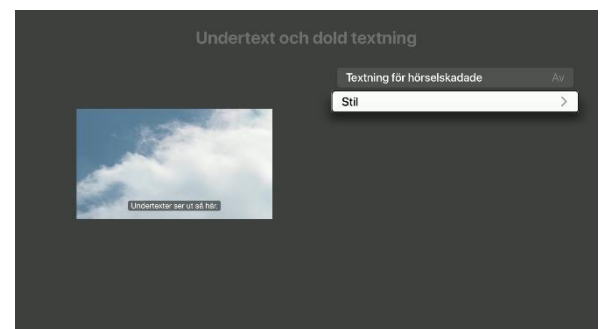 Undertext och dold textning
Textning för hörselskadade Av
Stil
Undertexter ser ut så här.